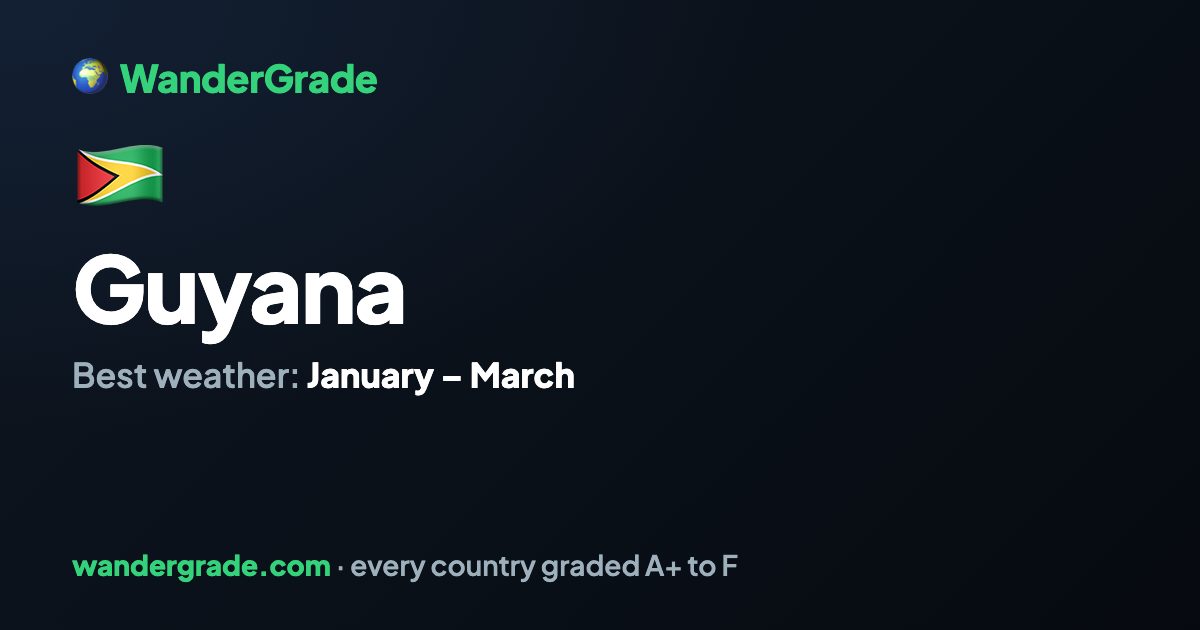 WanderGrade
Guyana
Best weather: January – March
wandergrade.com · every country graded A+ to F